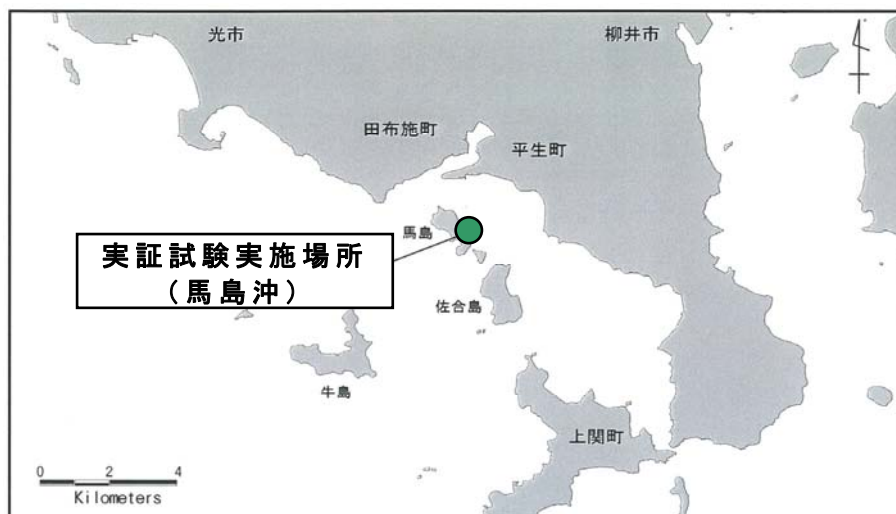 光市
柳井市
田布施町
平生町
馬島
実証試験実施場所
（馬島沖）
佐合島
牛島
上関町
0 2 4
Kilometers